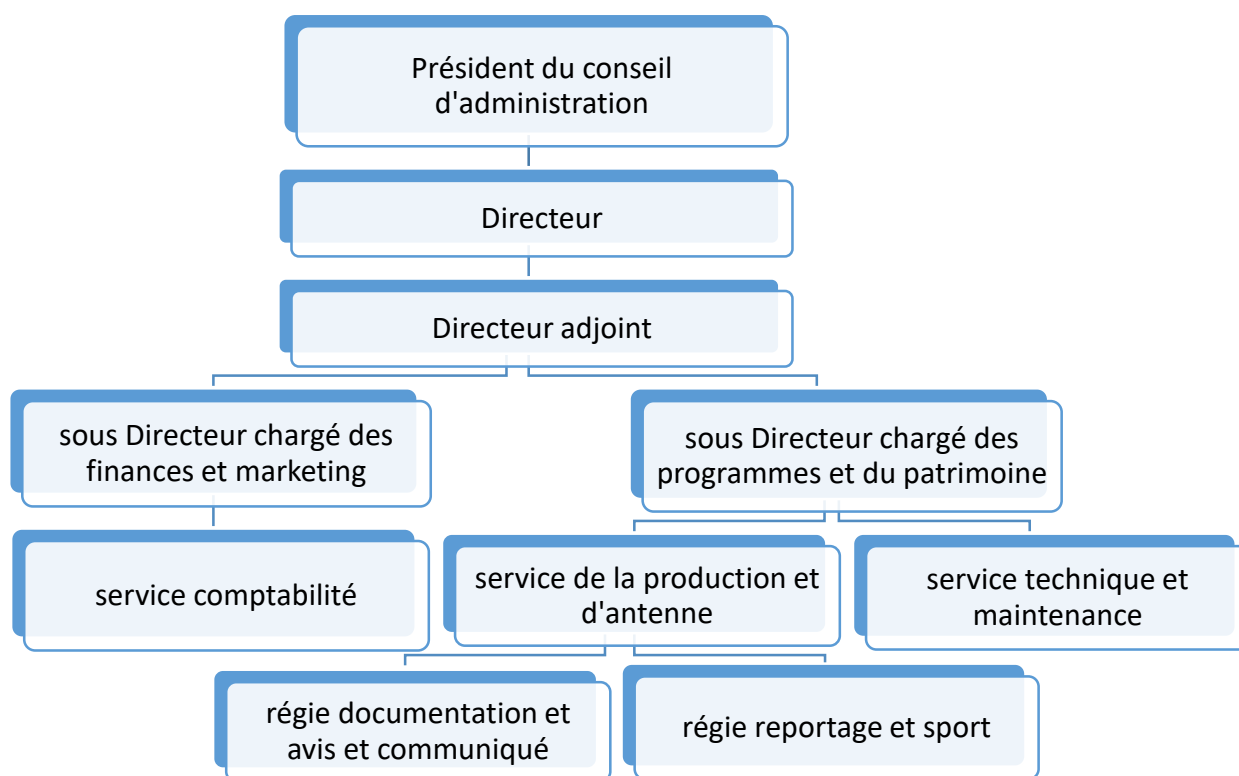 Président du conseil
d'administration
Directeur
Directeur adjoint
sous Directeur chargé des
finances et marketing
sous Directeur chargé des
programmes et du patrimoine
service comptabilité
service de la production et
d'antenne
service technique et
maintenance
régie documentation et
avis et communiqué
régie reportage et sport